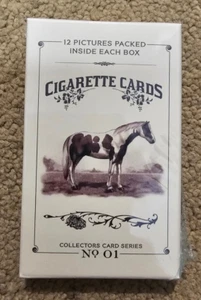 12 PICTURES PACKED
INSIDE EACH BOX
CIGARETTE CARDS
COLLECTORS CARD SERIES
Nº 01